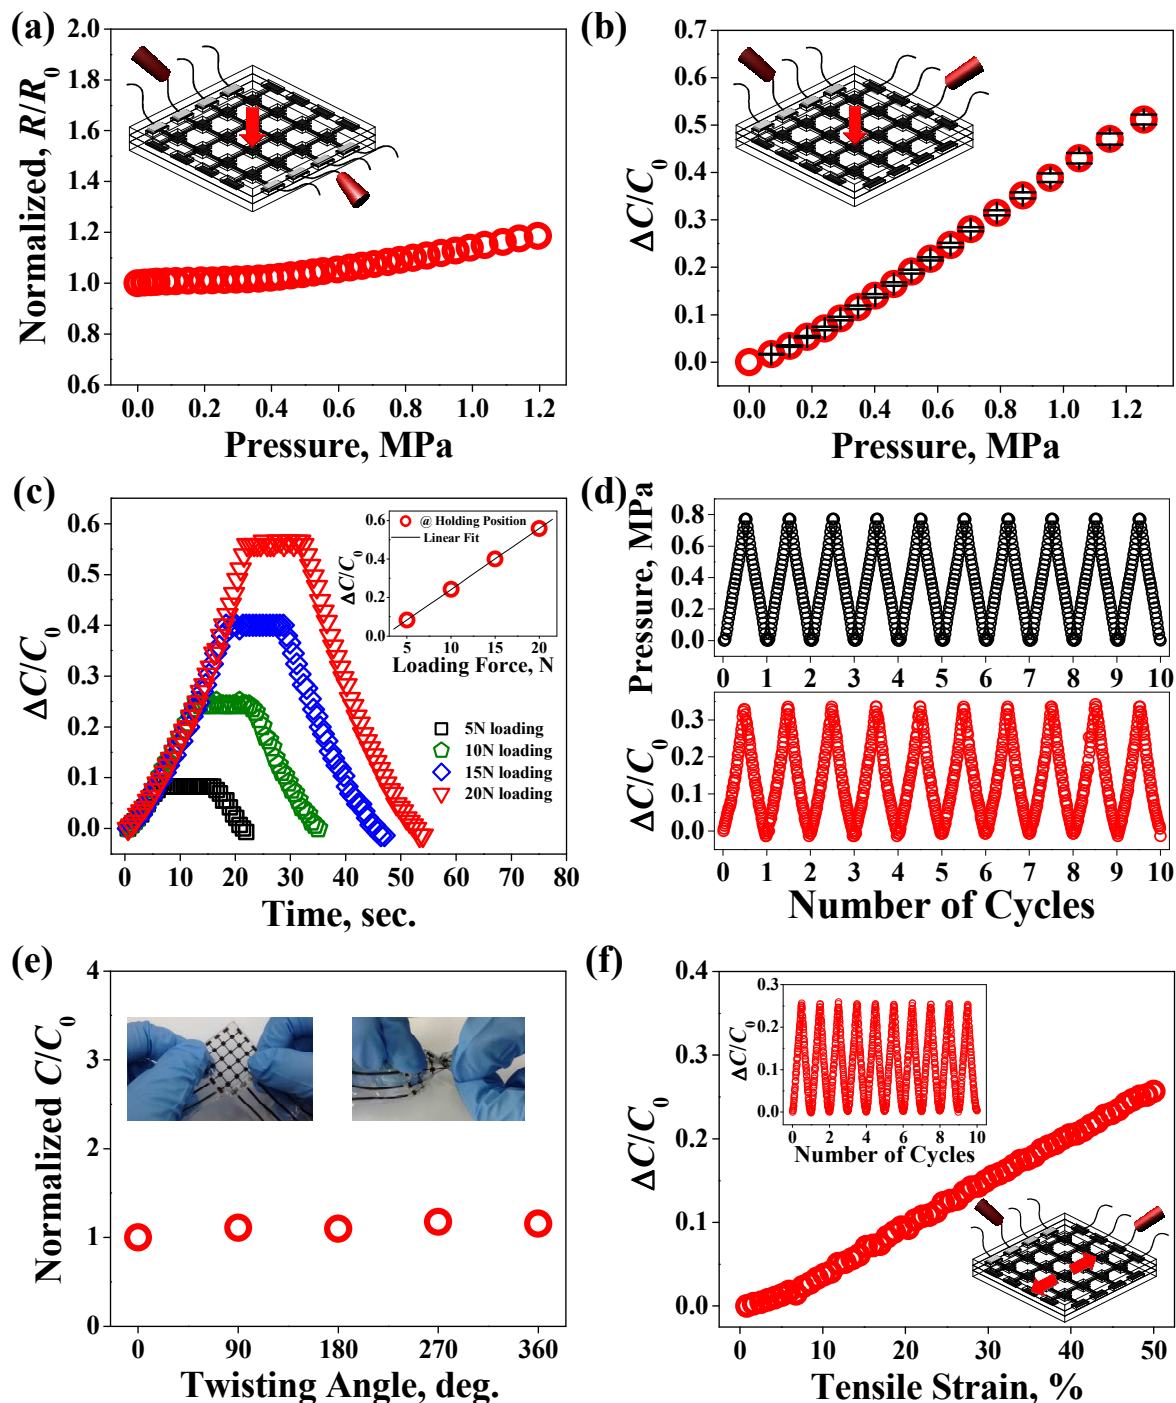 (a)
2.0
1.8
1.6
1.4
1.2
1.0
0.8
0.6
Normalized, R/R0
0.0 0.2 0.4 0.6 0.8 1.0 1.2
Pressure, MPa
(b)
0.7
0.6
0.5
0.4
0.3
0.2
0.1
0.0
ΔC/C0
0.0 0.2 0.4 0.6 0.8 1.0 1.2
Pressure, MPa
(c)
0.6
0.5
0.4
0.3
0.2
0.1
0.0
ΔC/C0
0 10 20 30 40 50 60 70 80
Time, sec.
0.6
0.4
0.2
0.0
ΔC/C0
@ Holding Position
Linear Fit
5 10 15 20
Loading Force, N
5N loading
10N loading
15N loading
20N loading
(d)
0.8
0.6
0.4
0.2
0.0
Pressure, MPa
0 1 2 3 4 5 6 7 8 9 10
0.3
0.2
0.1
0.0
ΔC/C0
0 1 2 3 4 5 6 7 8 9 10
Number of Cycles
(e)
4
3
2
1
0
Normalized C/C0
0 90 180 270 360
Twisting Angle, deg.
(f)
0.4
0.3
0.2
0.1
0.0
ΔC/C0
0.3
0.2
0.1
0.0
ΔC/C0
0 2 4 6 8 10
Number of Cycles
0 10 20 30 40 50
Tensile Strain, %